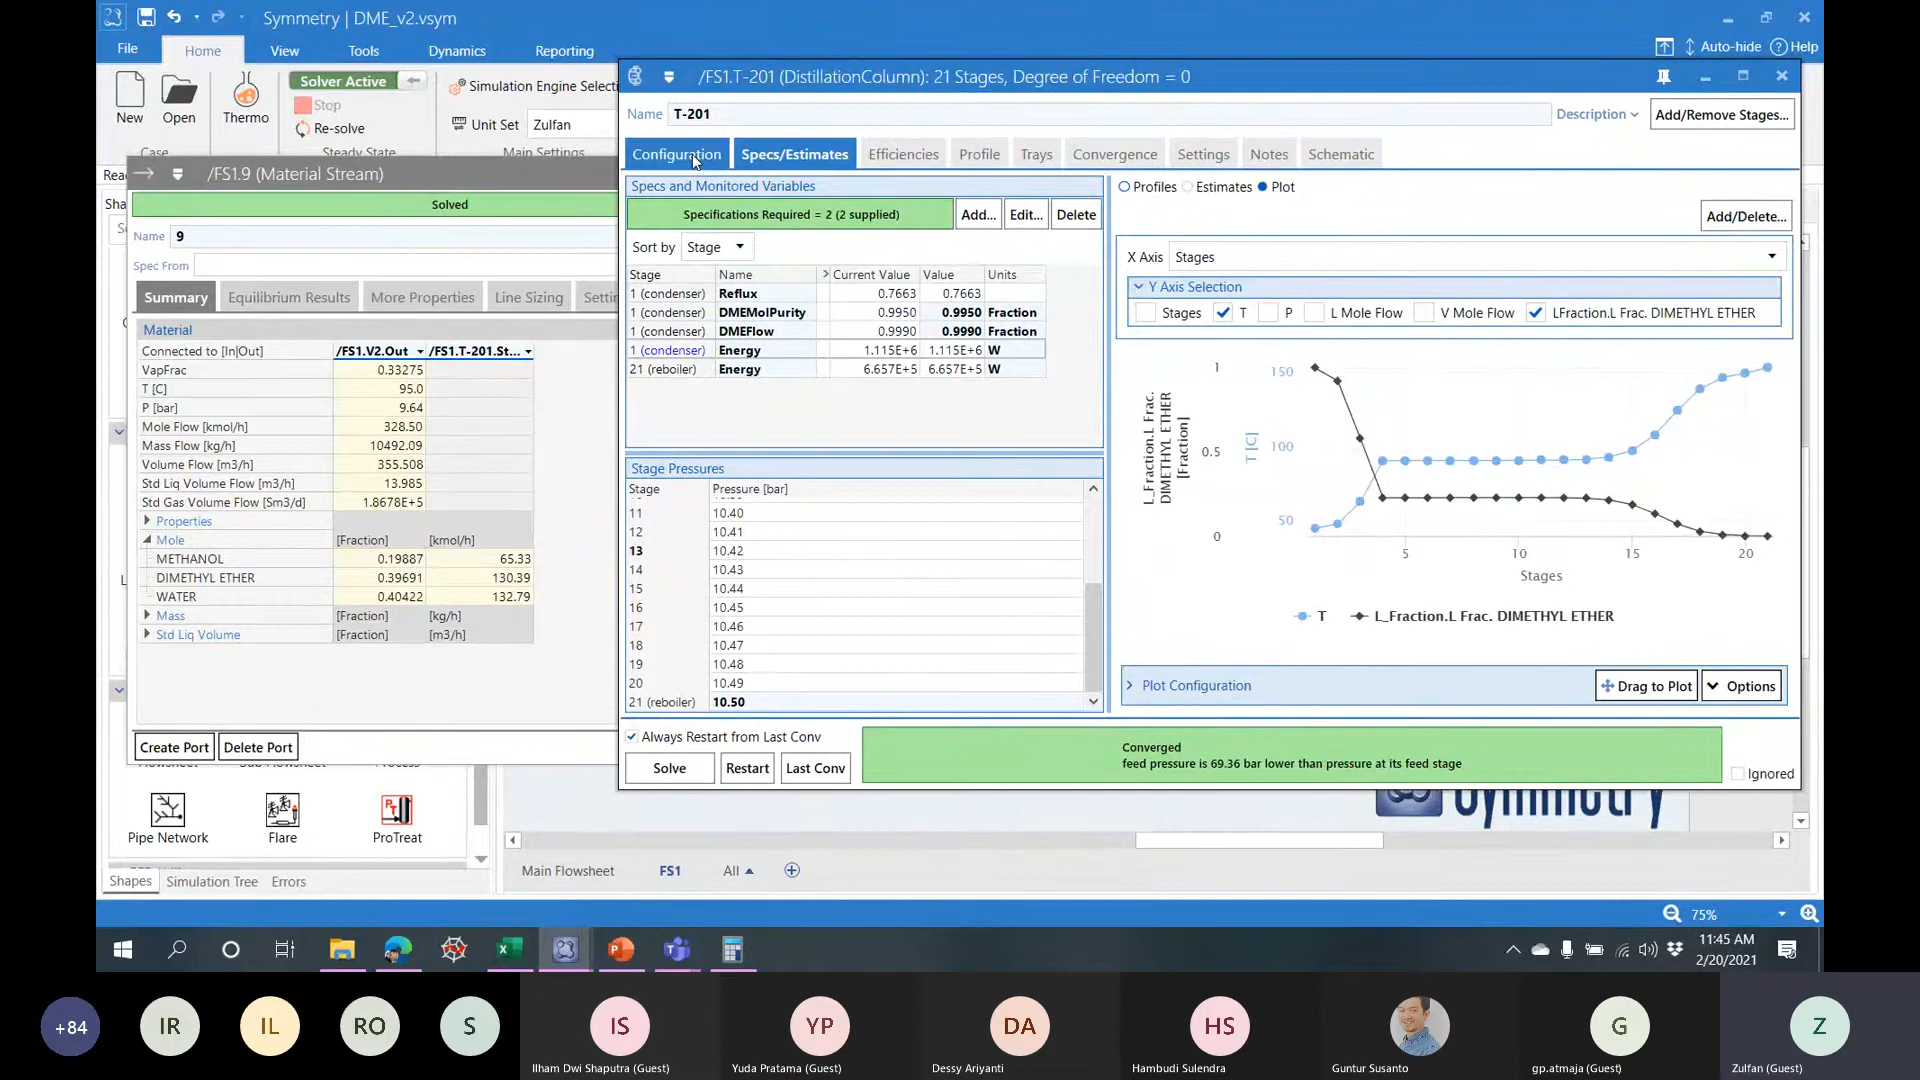 Symmetry | DME_v2.vsym
File
Home
View
Tools
Dynamics
Reporting
Auto-hide
Help
New
Open
Thermo
Solver Active
Stop
Re-solve
Simulation Engine Selecti
Unit Set
Zulfan
Case
Steady State
Main Settings
Rea
Sha
/FS1.9 (Material Stream)
Solved
Name
9
Spec From
Summary
Equilibrium Results
More Properties
Line Sizing
Settin
Material
Connected to [In|Out] /FS1.V2.Out /FS1.T-201.St...
VapFrac 0.33275
T [C] 95.0
P [bar] 9.64
Mole Flow [kmol/h] 328.50
Mass Flow [kg/h] 10492.09
Volume Flow [m3/h] 355.508
Std Liq Volume Flow [m3/h] 13.985
Std Gas Volume Flow [Sm3/d] 1.8678E+5
Properties
Mole [Fraction] [kmol/h]
METHANOL 0.19887 65.33
DIMETHYL ETHER 0.39691 130.39
WATER 0.40422 132.79
Mass [Fraction] [kg/h]
Std Liq Volume [Fraction] [m3/h]
Create Port
Delete Port
Pipe Network
Flare
ProTreat
Shapes
Simulation Tree
Errors
/FS1.T-201 (DistillationColumn): 21 Stages, Degree of Freedom = 0
Name
T-201
Description
Add/Remove Stages...
Configuration
Specs/Estimates
Efficiencies
Profile
Trays
Convergence
Settings
Notes
Schematic
Specs and Monitored Variables
Specifications Required = 2 (2 supplied)
Add...
Edit...
Delete
Sort by
Stage
Stage Name > Current Value Value Units
1 (condenser) Reflux 0.7663 0.7663
1 (condenser) DMEMolPurity 0.9950 0.9950 Fraction
1 (condenser) DMEFlow 0.9990 0.9990 Fraction
1 (condenser) Energy 1.115E+6 1.115E+6 W
21 (reboiler) Energy 6.657E+5 6.657E+5 W
Stage Pressures
Stage Pressure [bar]
11 10.40
12 10.41
13 10.42
14 10.43
15 10.44
16 10.45
17 10.46
18 10.47
19 10.48
20 10.49
21 (reboiler) 10.50
Profiles
Estimates
Plot
Add/Delete...
X Axis
Stages
Y Axis Selection
Stages
T
P
L Mole Flow
V Mole Flow
LFraction.L Frac. DIMETHYL ETHER
L_Fraction.L Frac.
DIMETHYL ETHER
[Fraction]
1
0.5
0
T [C]
150
100
50
5
10
15
20
Stages
T
L_Fraction.L Frac. DIMETHYL ETHER
Plot Configuration
Drag to Plot
Options
Always Restart from Last Conv
Solve
Restart
Last Conv
Converged
feed pressure is 69.36 bar lower than pressure at its feed stage
Ignored
Main Flowsheet
FS1
All
75%
11:45 AM
2/20/2021
+84
IR
IL
RO
S
IS
Ilham Dwi Shaputra (Guest)
YP
Yuda Pratama (Guest)
DA
Dessy Ariyanti
HS
Hambudi Sulendra
Guntur Susanto
G
gp.atmaja (Guest)
Z
Zulfan (Guest)